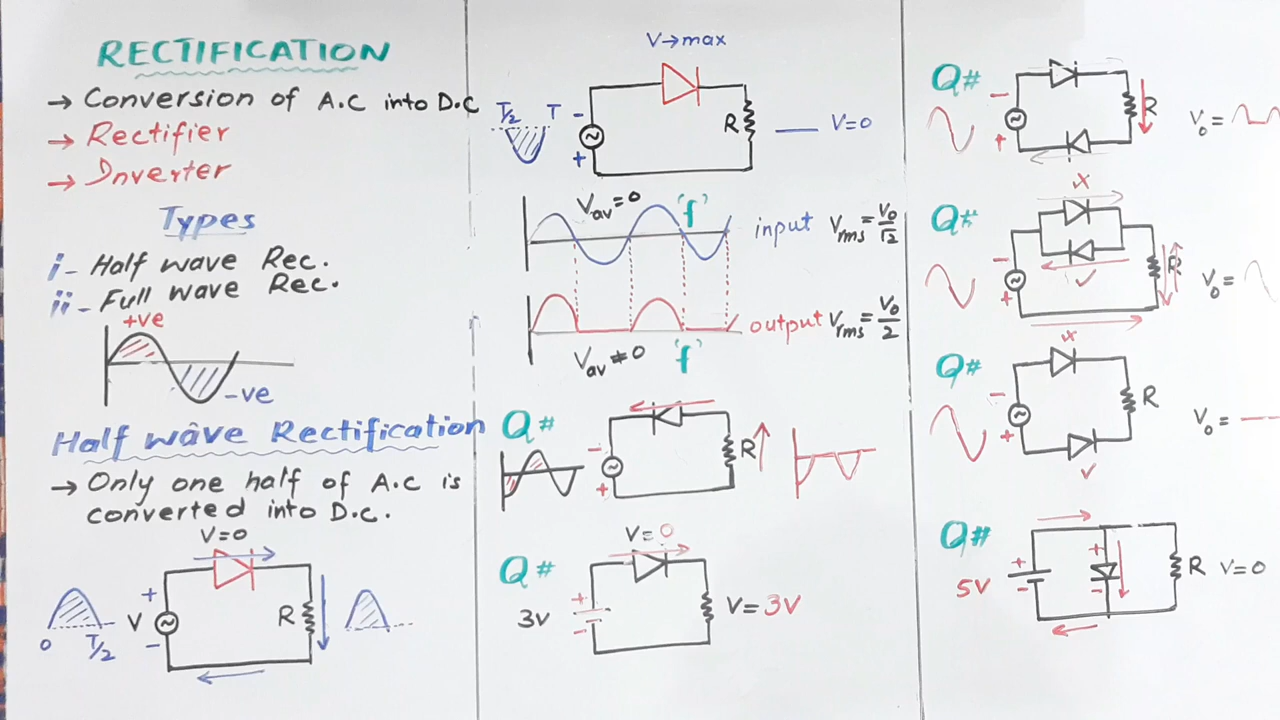 RECTIFICATION
→ Conversion of A.C into D.C
→ Rectifier
→ Inverter
Types
i- Half wave Rec.
ii- Full wave Rec.
+ve
-ve
Half wave Rectification
→ Only one half of A.C is
converted into D.C.
V=0
+
V
-
R
0
T/2
V→max
T/2 T
-
+
R
V=0
Vav=0
'f'
input Vrms=V0/√2
output Vrms=V0/2
Vav≠0
'f'
Q#
-
+
R
Q#
V=0
3V
+
-
V=3V
Q#
-
+
R
V0=
Q#
x
✓
-
+
R
V0=
Q#
x
-
+
R
✓
V0=
Q#
5V
+
-
+
-
R V=0